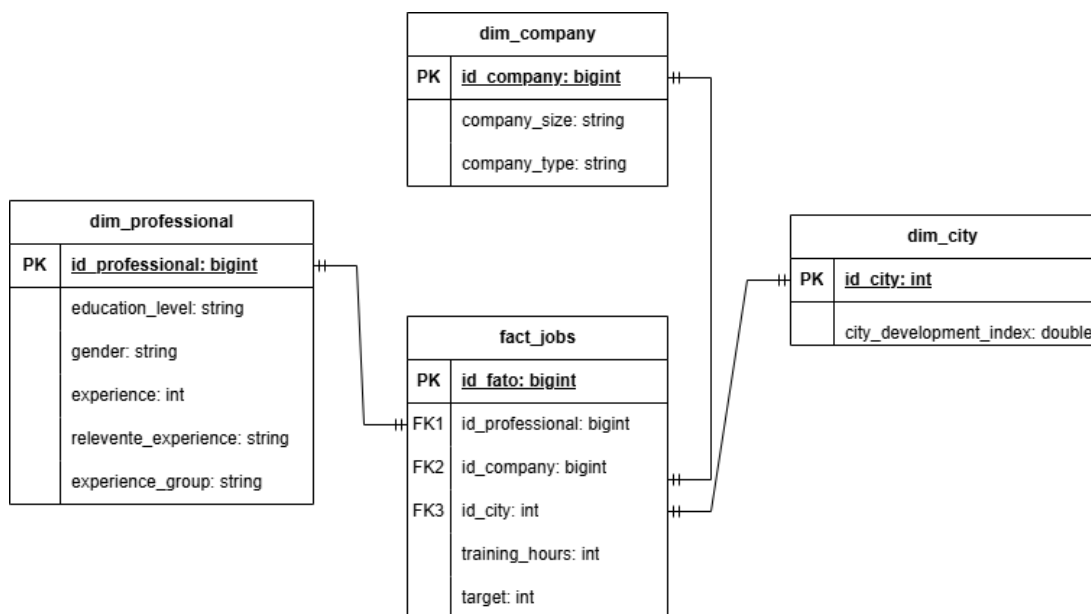 dim_company
PK id_company: bigint
company_size: string
company_type: string
dim_professional
PK id_professional: bigint
education_level: string
gender: string
experience: int
relevente_experience: string
experience_group: string
dim_city
PK id_city: int
city_development_index: double
fact_jobs
PK id_fato: bigint
FK1 id_professional: bigint
FK2 id_company: bigint
FK3 id_city: int
training_hours: int
target: int